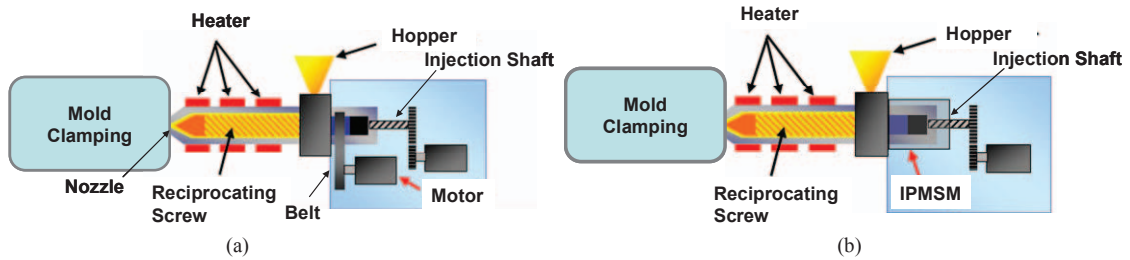 Heater
Hopper
Injection Shaft
Mold
Clamping
Nozzle
Reciprocating
Screw
Belt
Motor
(a)
Heater
Hopper
Injection Shaft
Mold
Clamping
Reciprocating
Screw
IPMSM
(b)